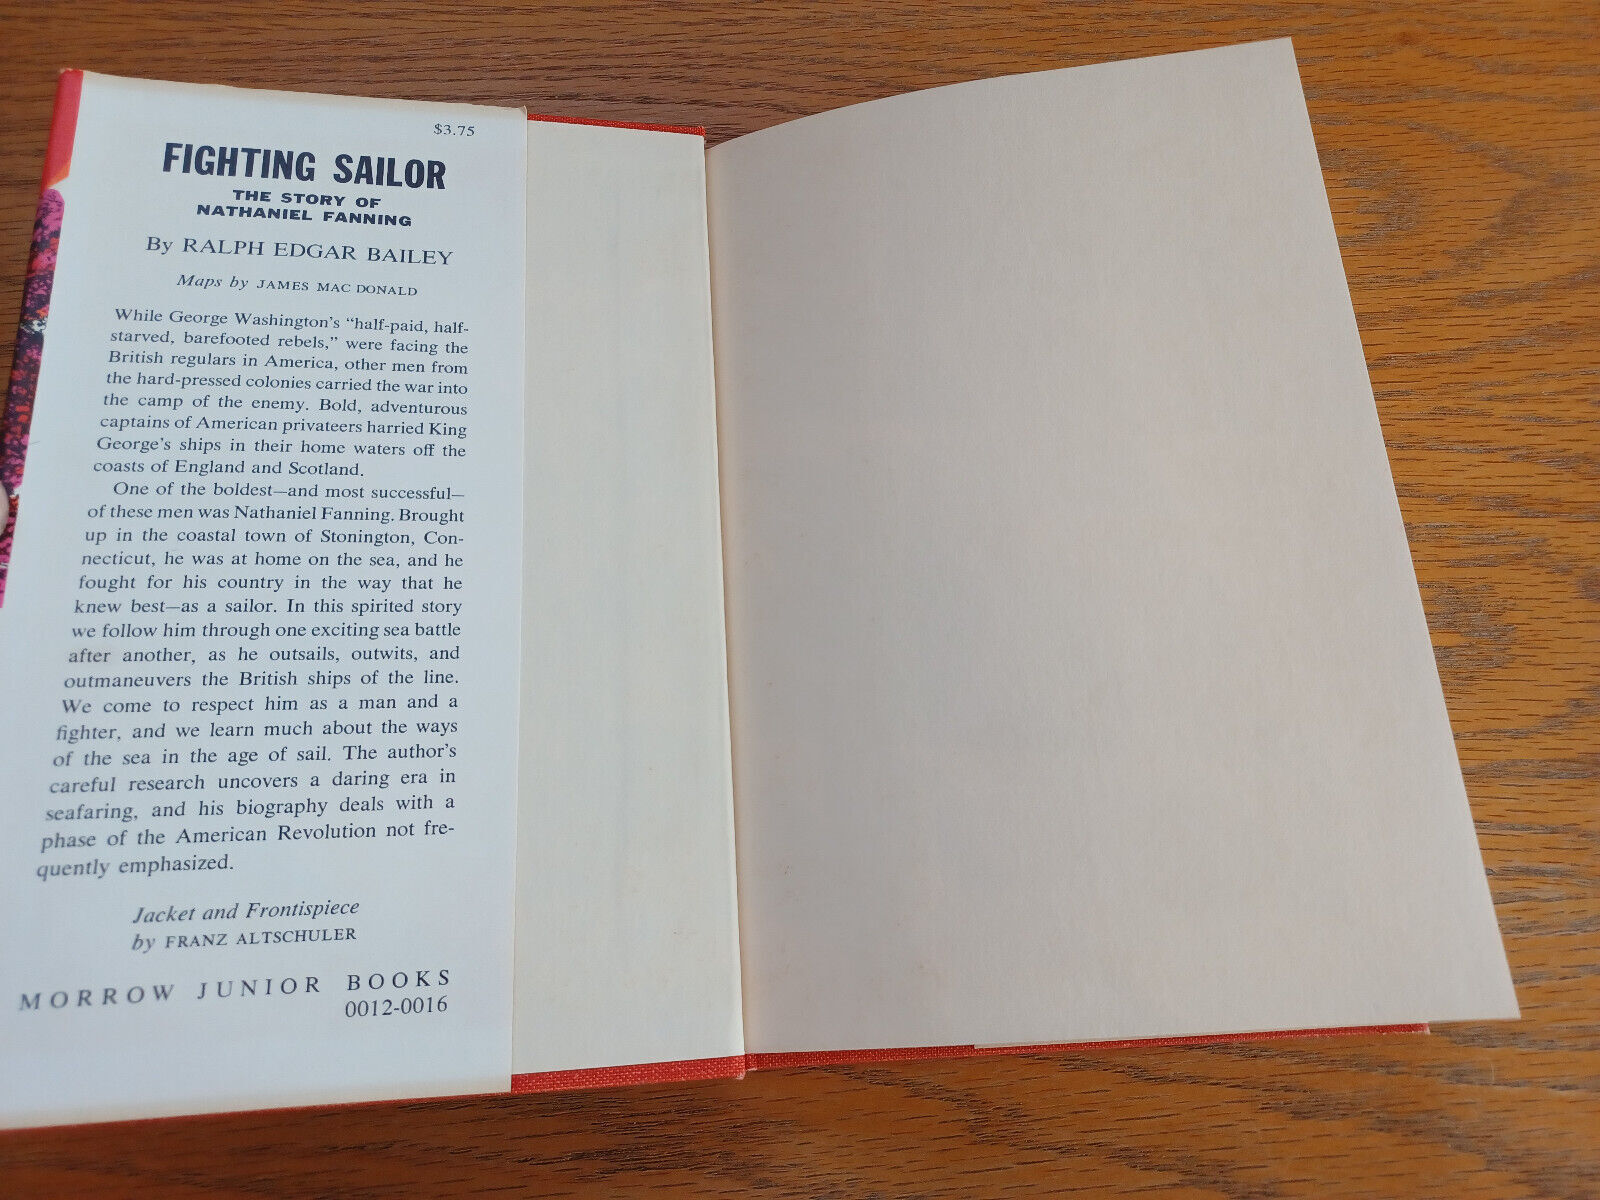 $3.75
FIGHTING SAILOR
THE STORY OF
NATHANIEL FANNING
By RALPH EDGAR BAILEY
Maps by JAMES MAC DONALD
While George Washington's “half-paid, half-
starved, barefooted rebels,” were facing the
British regulars in America, other men from
the hard-pressed colonies carried the war into
the camp of the enemy. Bold, adventurous
captains of American privateers harried King
George's ships in their home waters off the
coasts of England and Scotland.
One of the boldest—and most successful—
of these men was Nathaniel Fanning. Brought
up in the coastal town of Stonington, Con-
necticut, he was at home on the sea, and he
fought for his country in the way that he
knew best—as a sailor. In this spirited story
we follow him through one exciting sea battle
after another, as he outsails, outwits, and
outmaneuvers the British ships of the line.
We come to respect him as a man and a
fighter, and we learn much about the ways
of the sea in the age of sail. The author's
careful research uncovers a daring era in
seafaring, and his biography deals with a
phase of the American Revolution not fre-
quently emphasized.
Jacket and Frontispiece
by FRANZ ALTSCHULER
MORROW JUNIOR BOOKS
0012-0016